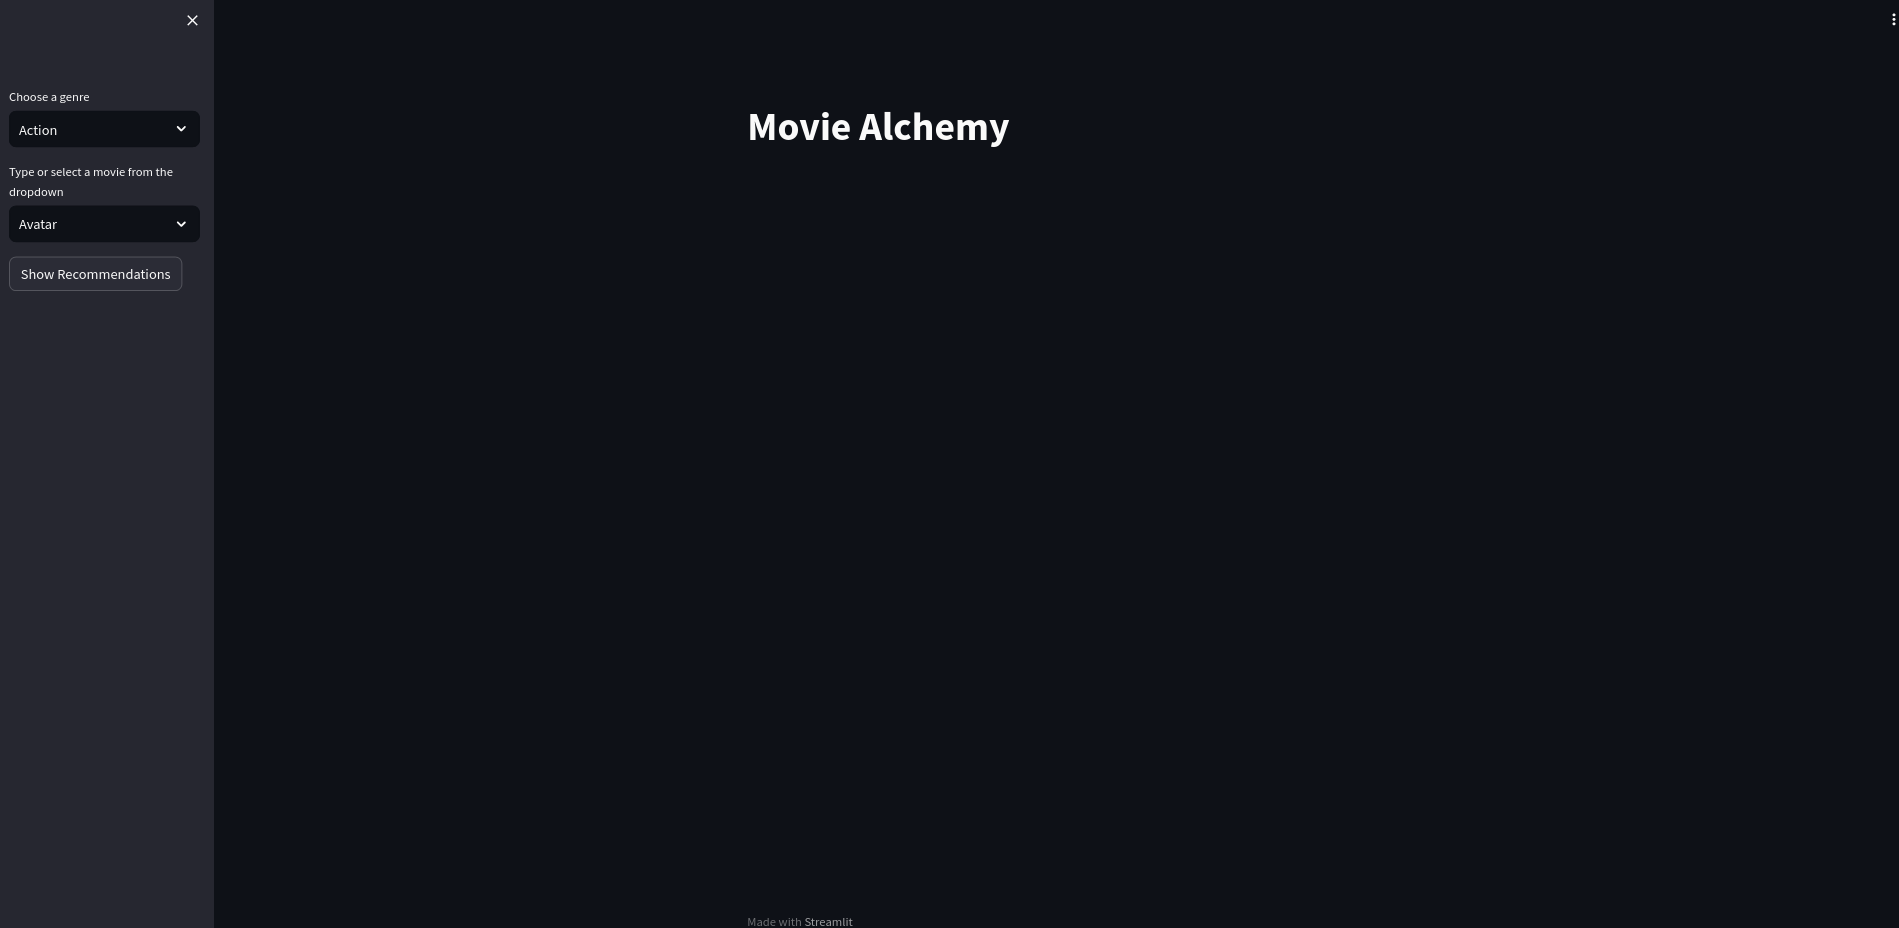 Choose a genre
Action
Type or select a movie from the
dropdown
Avatar
Show Recommendations
Movie Alchemy
Made with Streamlit